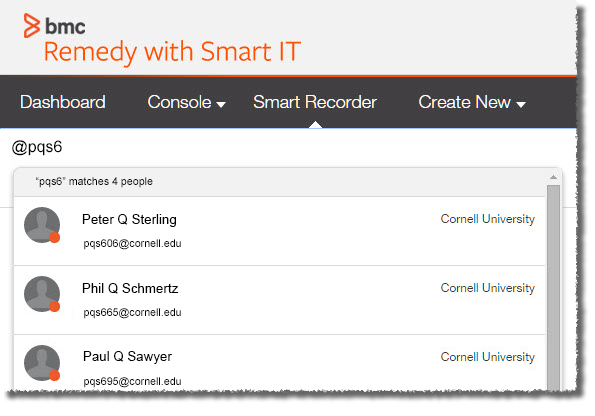 bmc
Remedy with Smart IT
Dashboard Console Smart Recorder Create New
@pqs6
“pqs6” matches 4 people
Peter Q Sterling Cornell University
pqs606@cornell.edu
Phil Q Schmertz Cornell University
pqs665@cornell.edu
Paul Q Sawyer Cornell University
pqs695@cornell.edu